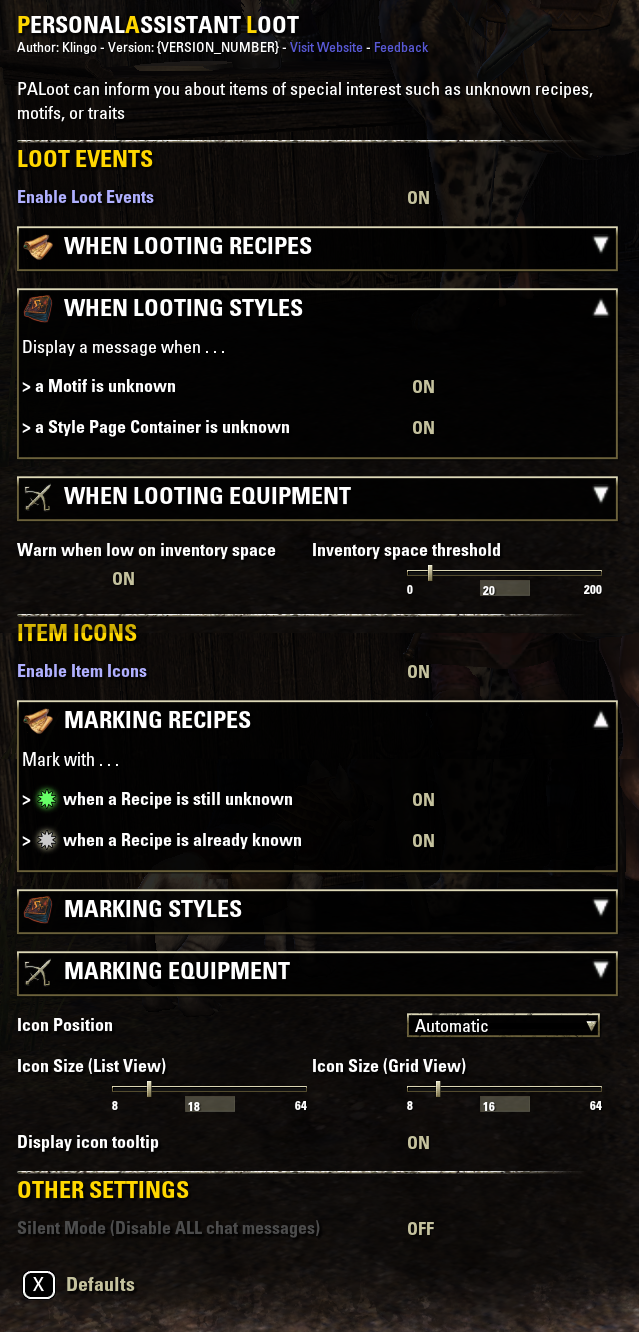 PERSONALASSISTANT LOOT
Author: Klingo - Version: {VERSION_NUMBER} - Visit Website - Feedback
PALoot can inform you about items of special interest such as unknown recipes,
motifs, or traits
LOOT EVENTS
Enable Loot Events ON
WHEN LOOTING RECIPES
WHEN LOOTING STYLES
Display a message when . . .
> a Motif is unknown ON
> a Style Page Container is unknown ON
WHEN LOOTING EQUIPMENT
Warn when low on inventory space Inventory space threshold
ON
0 20 200
ITEM ICONS
Enable Item Icons ON
MARKING RECIPES
Mark with . . .
> when a Recipe is still unknown ON
> when a Recipe is already known ON
MARKING STYLES
MARKING EQUIPMENT
Icon Position Automatic
Icon Size (List View) Icon Size (Grid View)
8 18 64 8 16 64
Display icon tooltip ON
OTHER SETTINGS
Silent Mode (Disable ALL chat messages) OFF
X Defaults